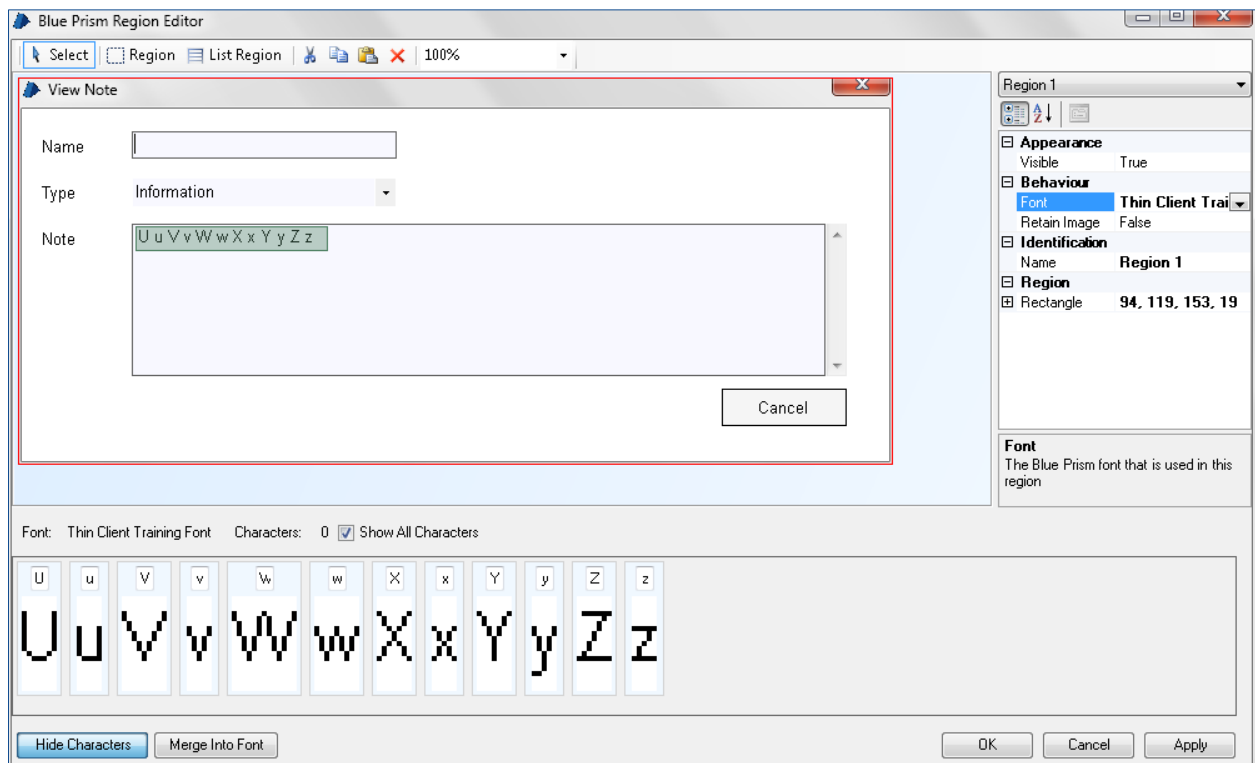 Blue Prism Region Editor
Select Region List Region 100%
View Note
Name
Type Information
Note U u V v W w X x Y y Z z
Cancel
Region 1
Appearance
Visible True
Behaviour
Font Thin Client Trai
Retain Image False
Identification
Name Region 1
Region
Rectangle 94, 119, 153, 19
Font
The Blue Prism font that is used in this
region
Font: Thin Client Training Font Characters: 0 Show All Characters
U u V v W w X x Y y Z z
U u V v W w X x Y y Z z
Hide Characters Merge Into Font OK Cancel Apply